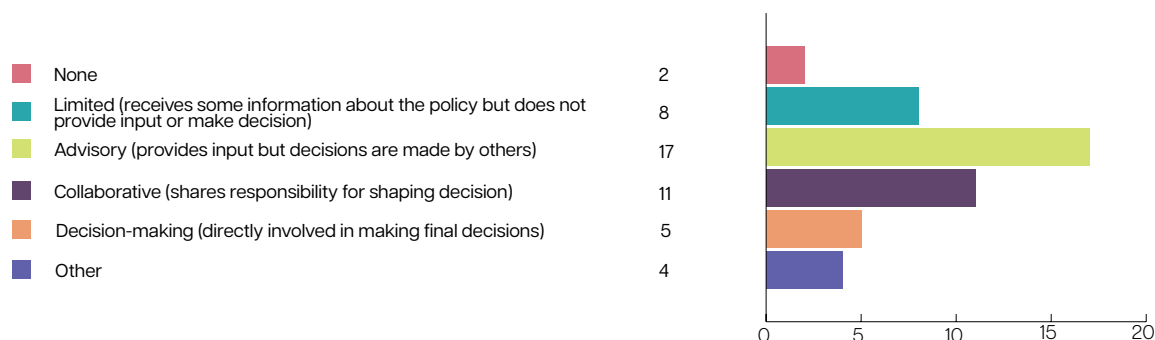 None 2
Limited (receives some information about the policy but does not
provide input or make decision) 8
Advisory (provides input but decisions are made by others) 17
Collaborative (shares responsibility for shaping decision) 11
Decision-making (directly involved in making final decisions) 5
Other 4
0 5 10 15 20